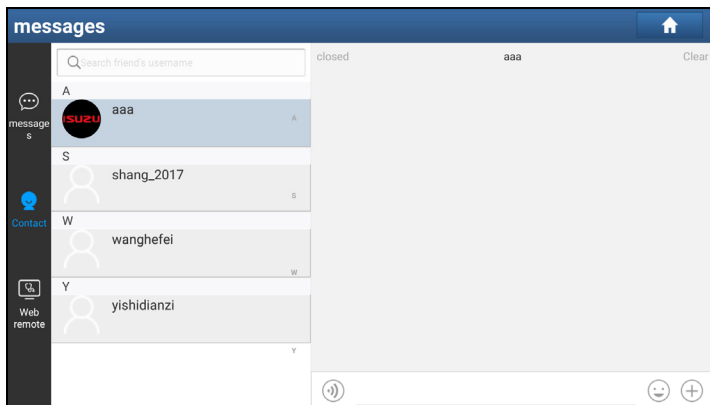 messages
Search friend's username
closed
aaa
Clear
A
ISUZU
aaa
A
message
s
S
shang_2017
S
Contact
W
wanghefei
W
Web
remote
Y
yishidianzi
Y